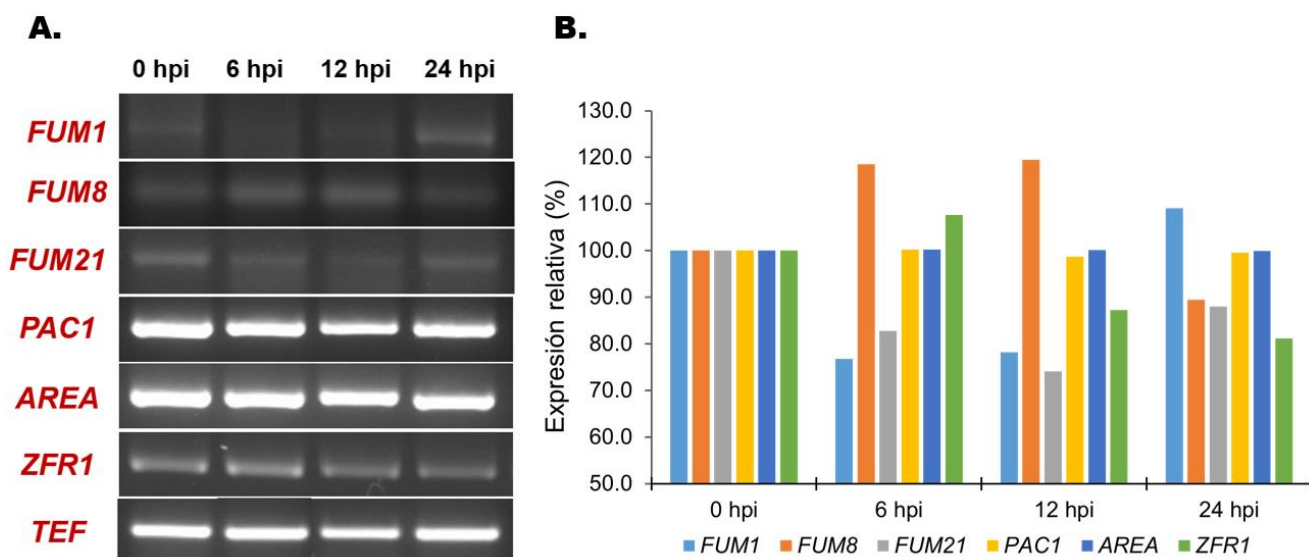 A.
0 hpi 6 hpi 12 hpi 24 hpi
FUM1
FUM8
FUM21
PAC1
AREA
ZFR1
TEF
B.
Expresión relativa (%)
130.0
120.0
110.0
100.0
90.0
80.0
70.0
60.0
50.0
0 hpi 6 hpi 12 hpi 24 hpi
FUM1 FUM8 FUM21 PAC1 AREA ZFR1